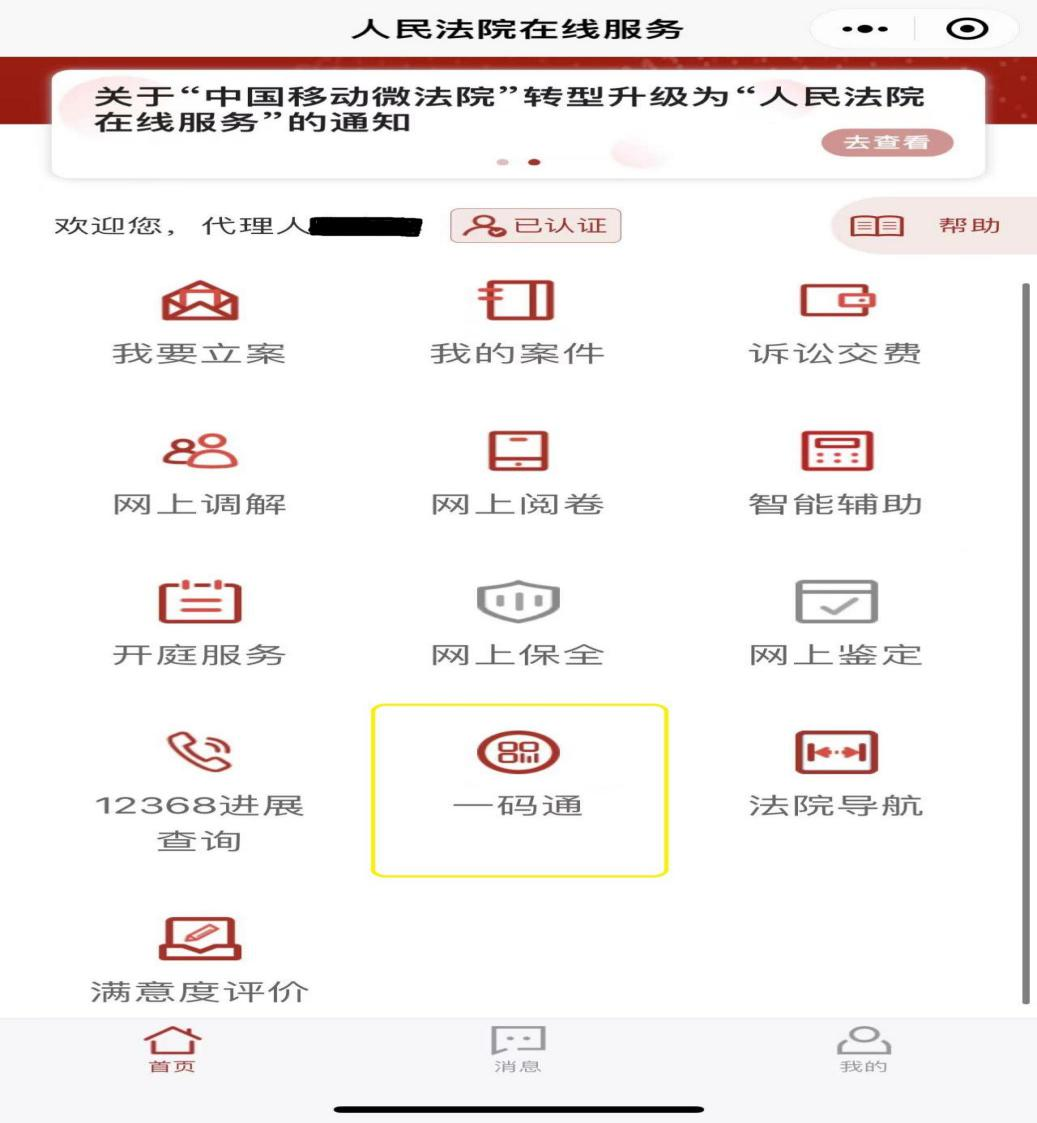 人民法院在线服务
关于“中国移动微法院”转型升级为“人民法院
在线服务”的通知
去查看
欢迎您，代理人
已认证
帮助
我要立案
我的案件
诉讼交费
网上调解
网上阅卷
智能辅助
开庭服务
网上保全
网上鉴定
12368进展
查询
一码通
法院导航
满意度评价
首页
消息
我的